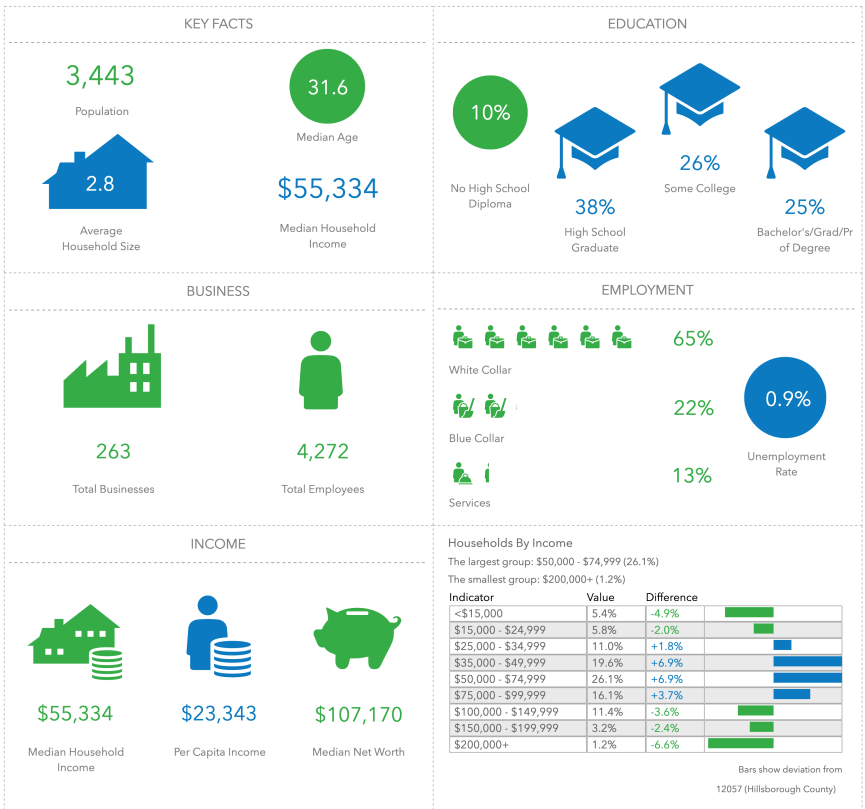 KEY FACTS
3,443
Population
31.6
Median Age
2.8
Average
Household Size
$55,334
Median Household
Income
EDUCATION
10%
No High School
Diploma
38%
High School
Graduate
26%
Some College
25%
Bachelor's/Grad/Pr
of Degree
BUSINESS
263
Total Businesses
4,272
Total Employees
EMPLOYMENT
65%
White Collar
22%
Blue Collar
13%
Services
0.9%
Unemployment
Rate
INCOME
$55,334
Median Household
Income
$23,343
Per Capita Income
$107,170
Median Net Worth
Households By Income
The largest group: $50,000 - $74,999 (26.1%)
The smallest group: $200,000+ (1.2%)
Indicator Value Difference
<$15,000 5.4% -4.9%
$15,000 - $24,999 5.8% -2.0%
$25,000 - $34,999 11.0% +1.8%
$35,000 - $49,999 19.6% +6.9%
$50,000 - $74,999 26.1% +6.9%
$75,000 - $99,999 16.1% +3.7%
$100,000 - $149,999 11.4% -3.6%
$150,000 - $199,999 3.2% -2.4%
$200,000+ 1.2% -6.6%
Bars show deviation from
12057 (Hillsborough County)